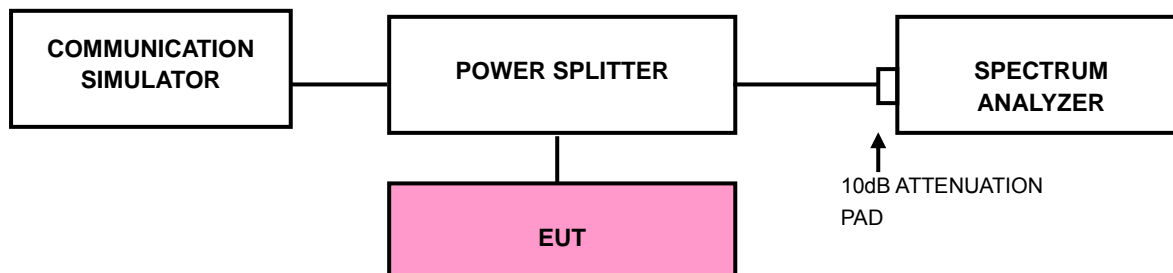 COMMUNICATION
SIMULATOR
POWER SPLITTER
SPECTRUM
ANALYZER
10dB ATTENUATION
PAD
EUT